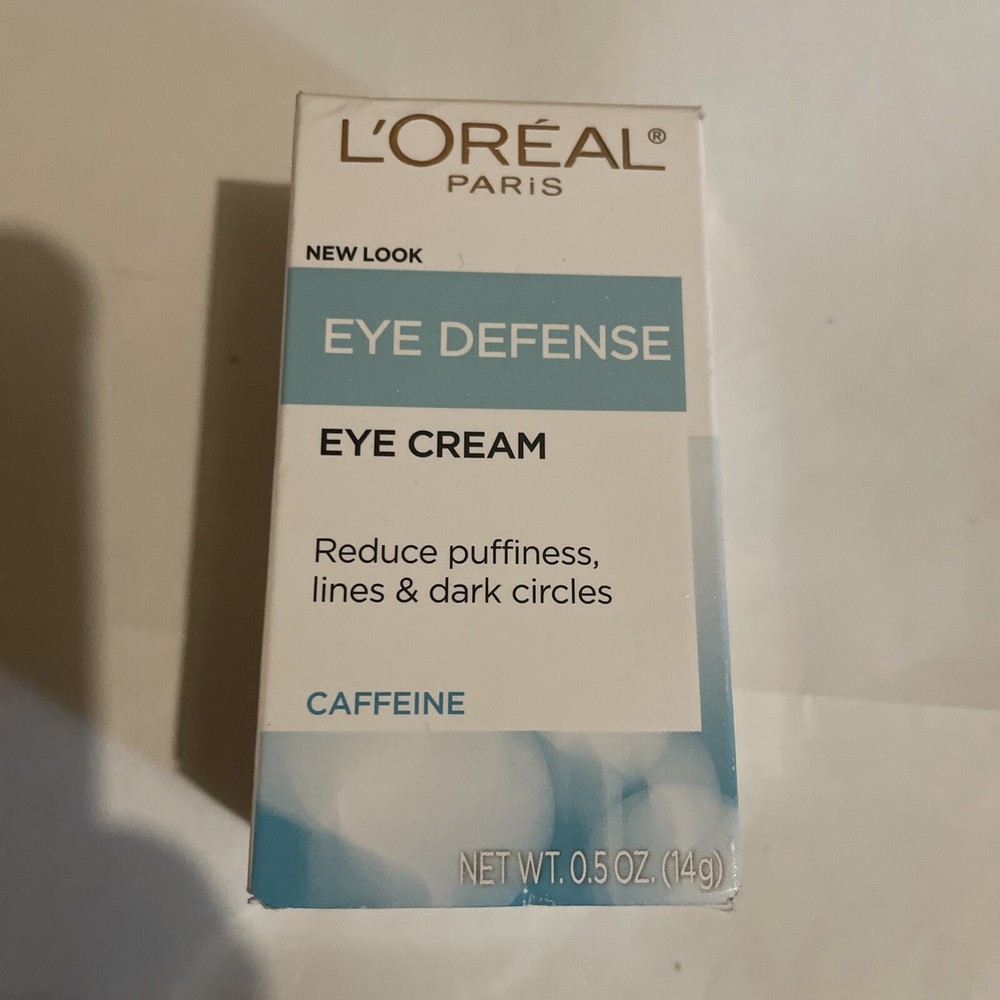 L'ORÉAL®
PARiS
NEW LOOK
EYE DEFENSE
EYE CREAM
Reduce puffiness,
lines & dark circles
CAFFEINE
NET WT. 0.5 OZ. (14g)